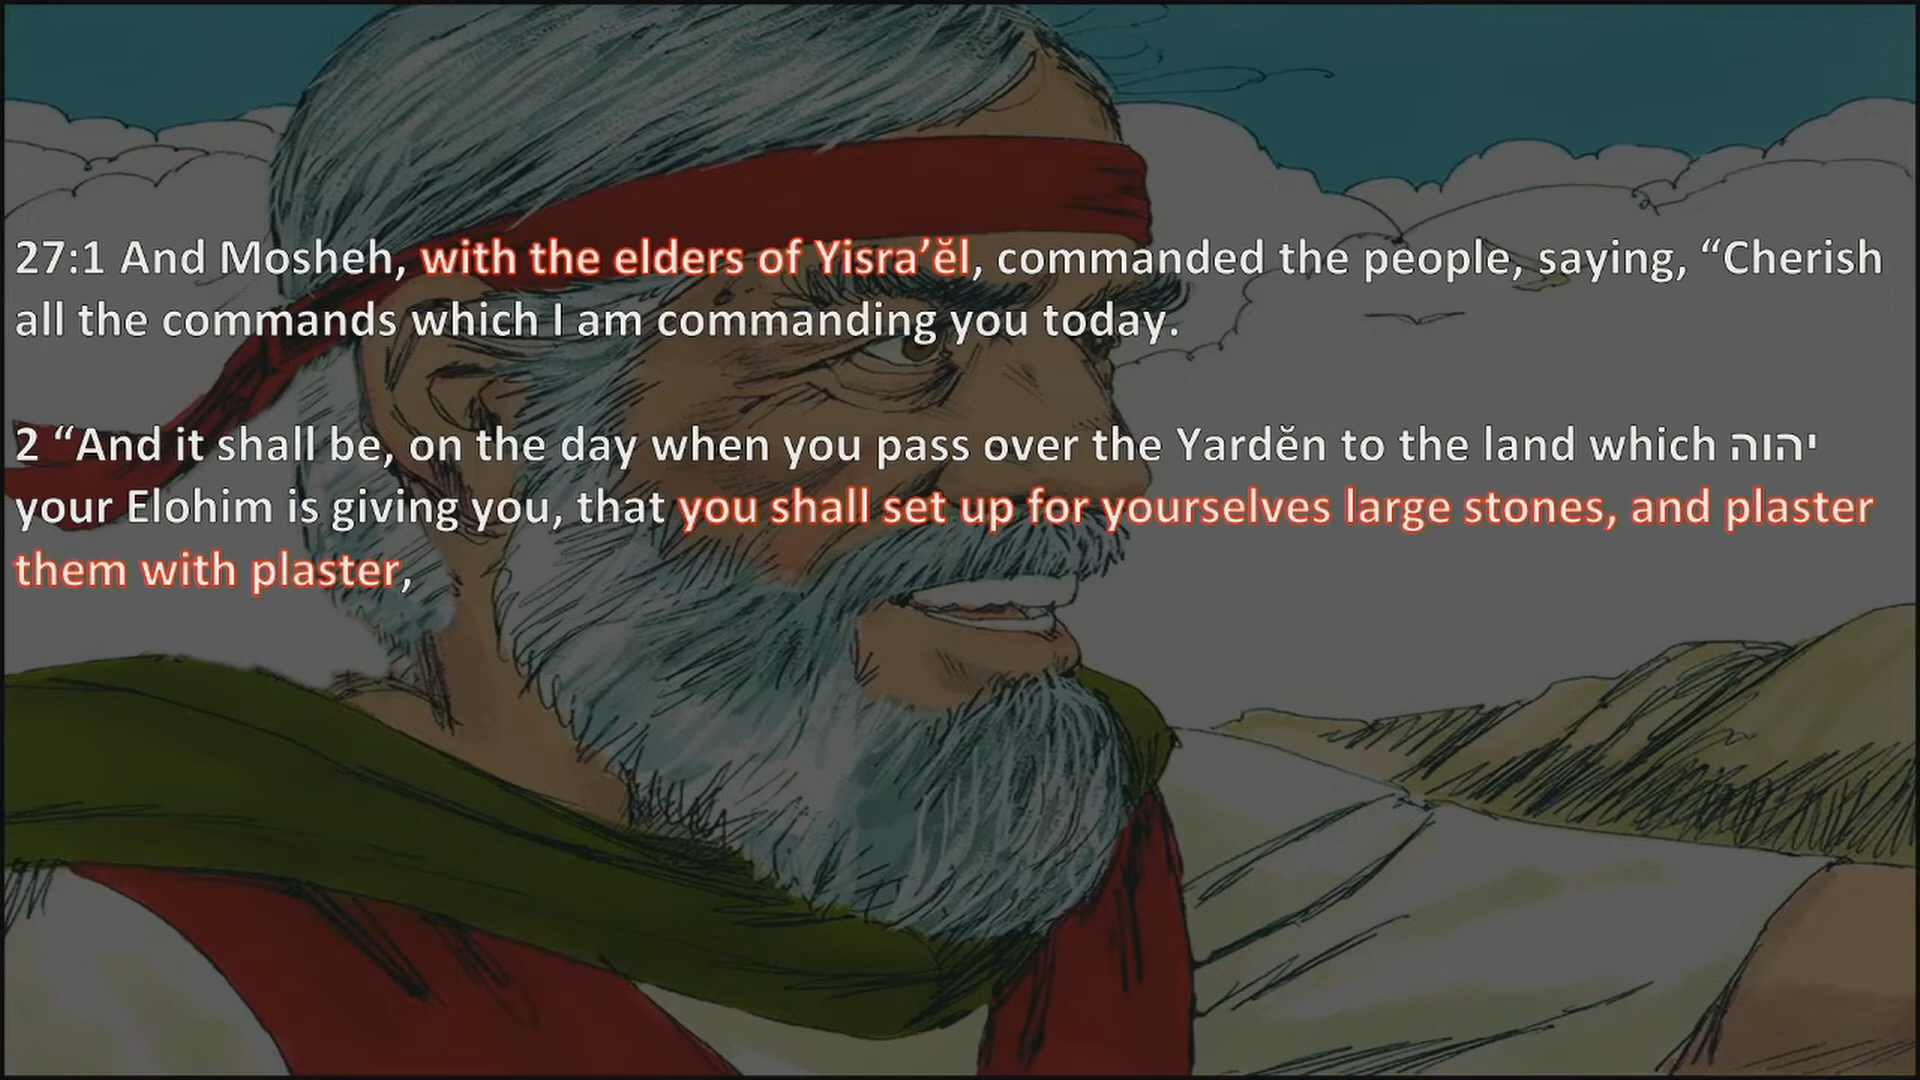 27:1 And Mosheh, with the elders of Yisra’ĕl, commanded the people, saying, “Cherish
all the commands which I am commanding you today.
2 “And it shall be, on the day when you pass over the Yardĕn to the land which יהוה
your Elohim is giving you, that you shall set up for yourselves large stones, and plaster
them with plaster,